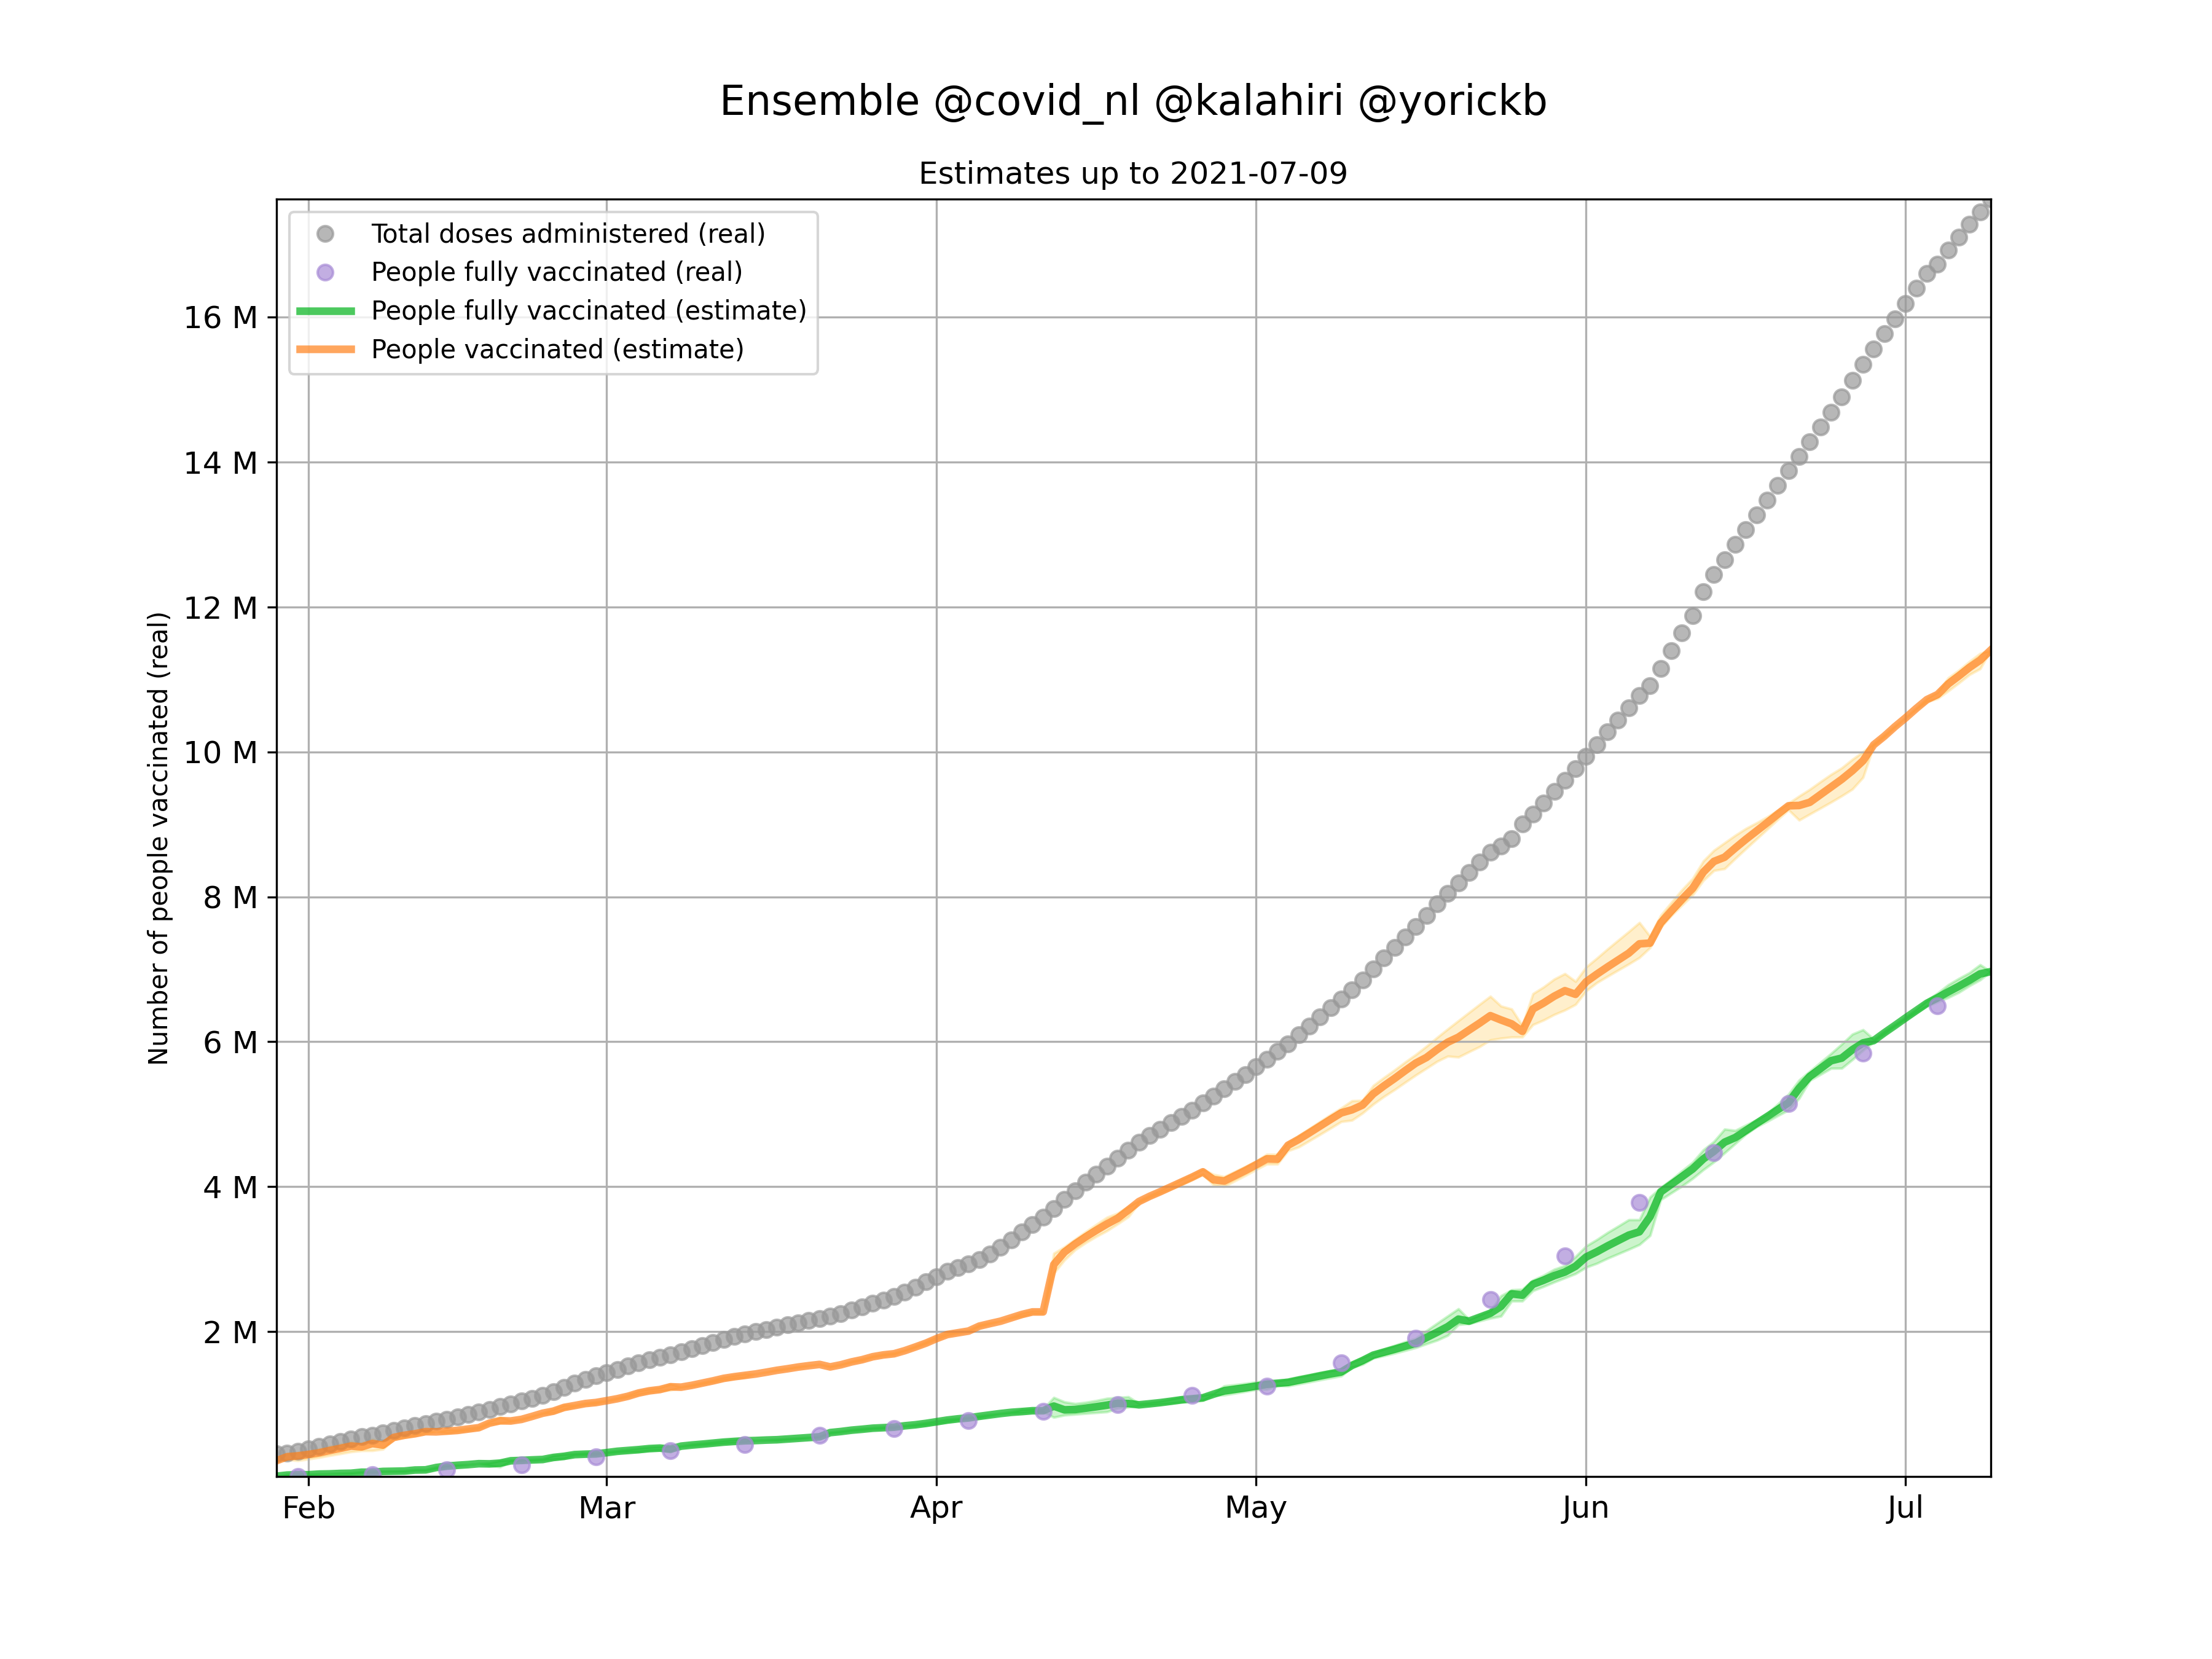 Ensemble @covid_nl @kalahiri @yorickb
Estimates up to 2021-07-09
Total doses administered (real)
People fully vaccinated (real)
People fully vaccinated (estimate)
People vaccinated (estimate)
Number of people vaccinated (real)
16 M
14 M
12 M
10 M
8 M
6 M
4 M
2 M
Feb Mar Apr May Jun Jul